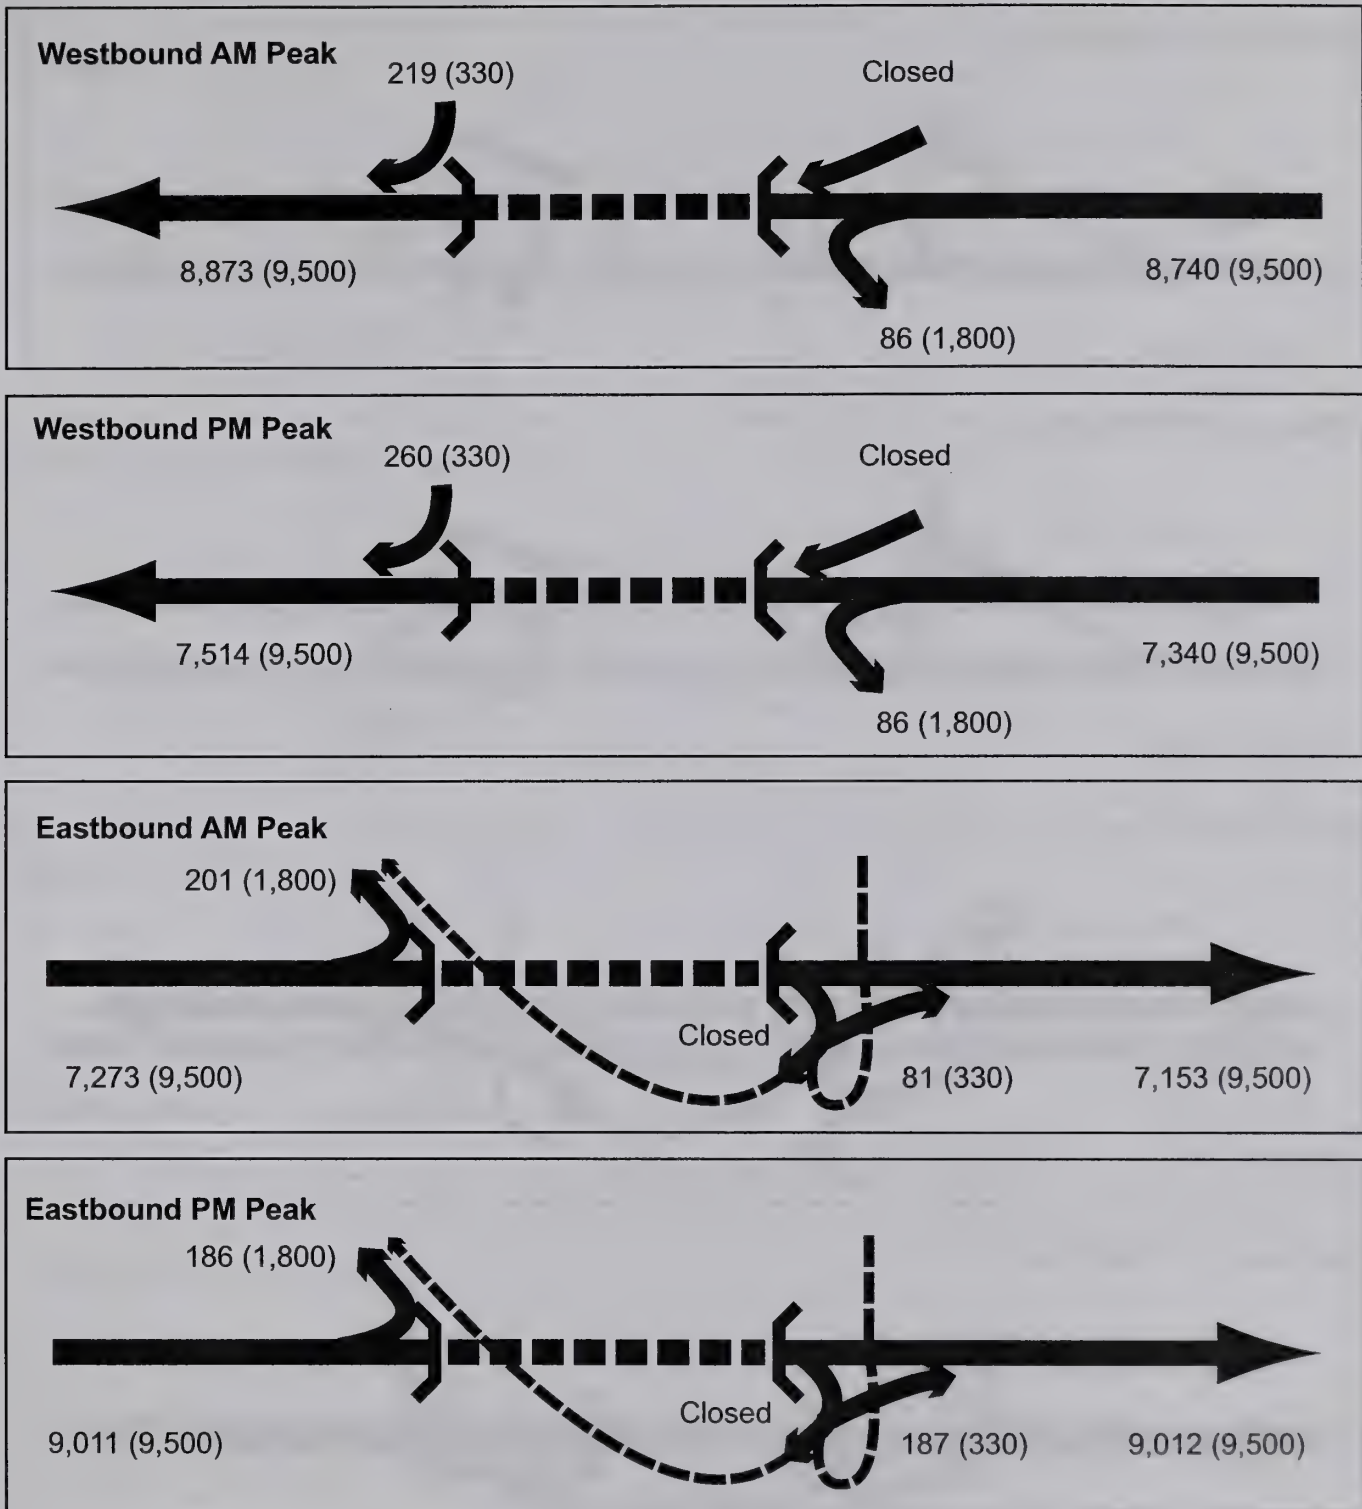 Westbound AM Peak
219 (330)
Closed
8,873 (9,500)
8,740 (9,500)
86 (1,800)
Westbound PM Peak
260 (330)
Closed
7,514 (9,500)
7,340 (9,500)
86 (1,800)
Eastbound AM Peak
201 (1,800)
Closed
7,273 (9,500)
81 (330)
7,153 (9,500)
Eastbound PM Peak
186 (1,800)
Closed
9,011 (9,500)
187 (330)
9,012 (9,500)